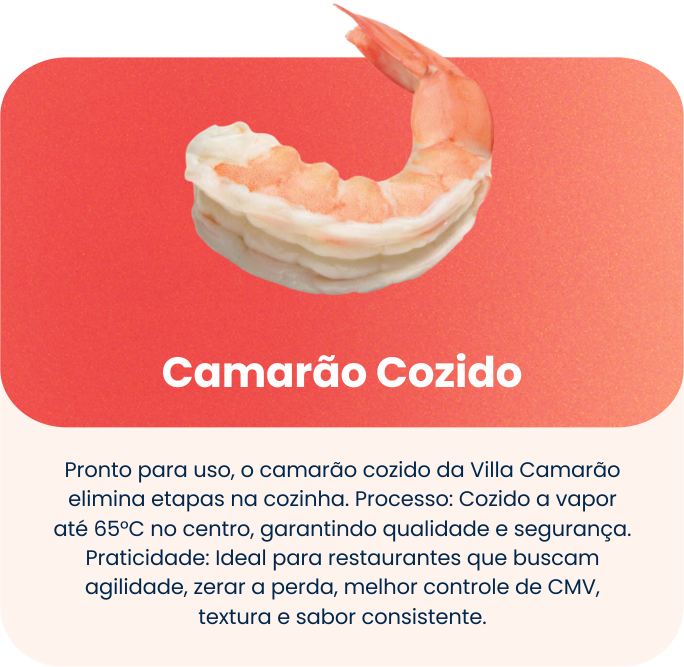 Camarão Cozido
Pronto para uso, o camarão cozido da Villa Camarão
elimina etapas na cozinha. Processo: Cozido a vapor
até 65ºC no centro, garantindo qualidade e segurança.
Praticidade: Ideal para restaurantes que buscam
agilidade, zerar a perda, melhor controle de CMV,
textura e sabor consistente.